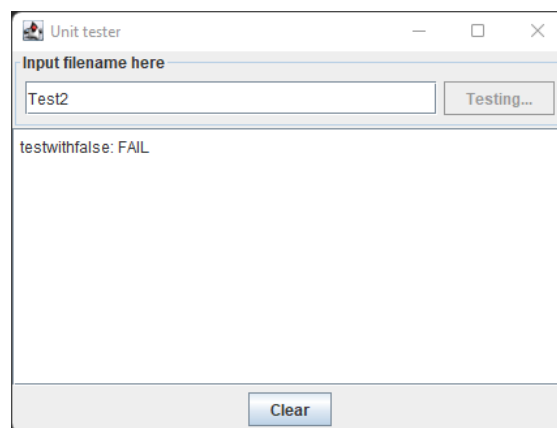 Unit tester
Input filename here
Test2
Testing...
testwithfalse: FAIL
Clear